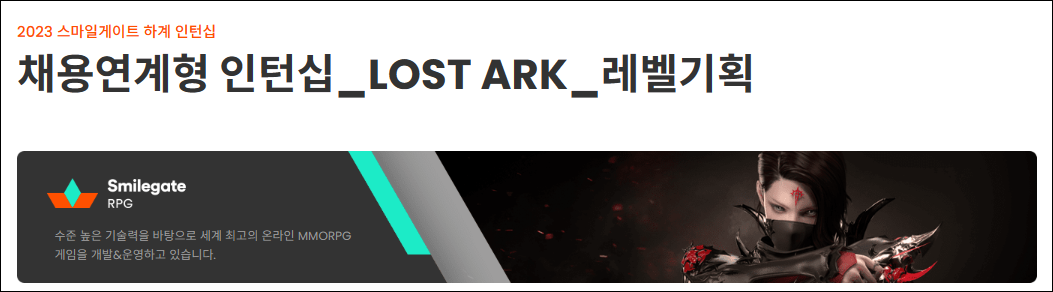 2023 스마일게이트 하계 인턴십
채용연계형 인턴십_LOST ARK_레벨기획
Smilegate
RPG
수준 높은 기술력을 바탕으로 세계 최고의 온라인 MMORPG
게임을 개발&운영하고 있습니다.